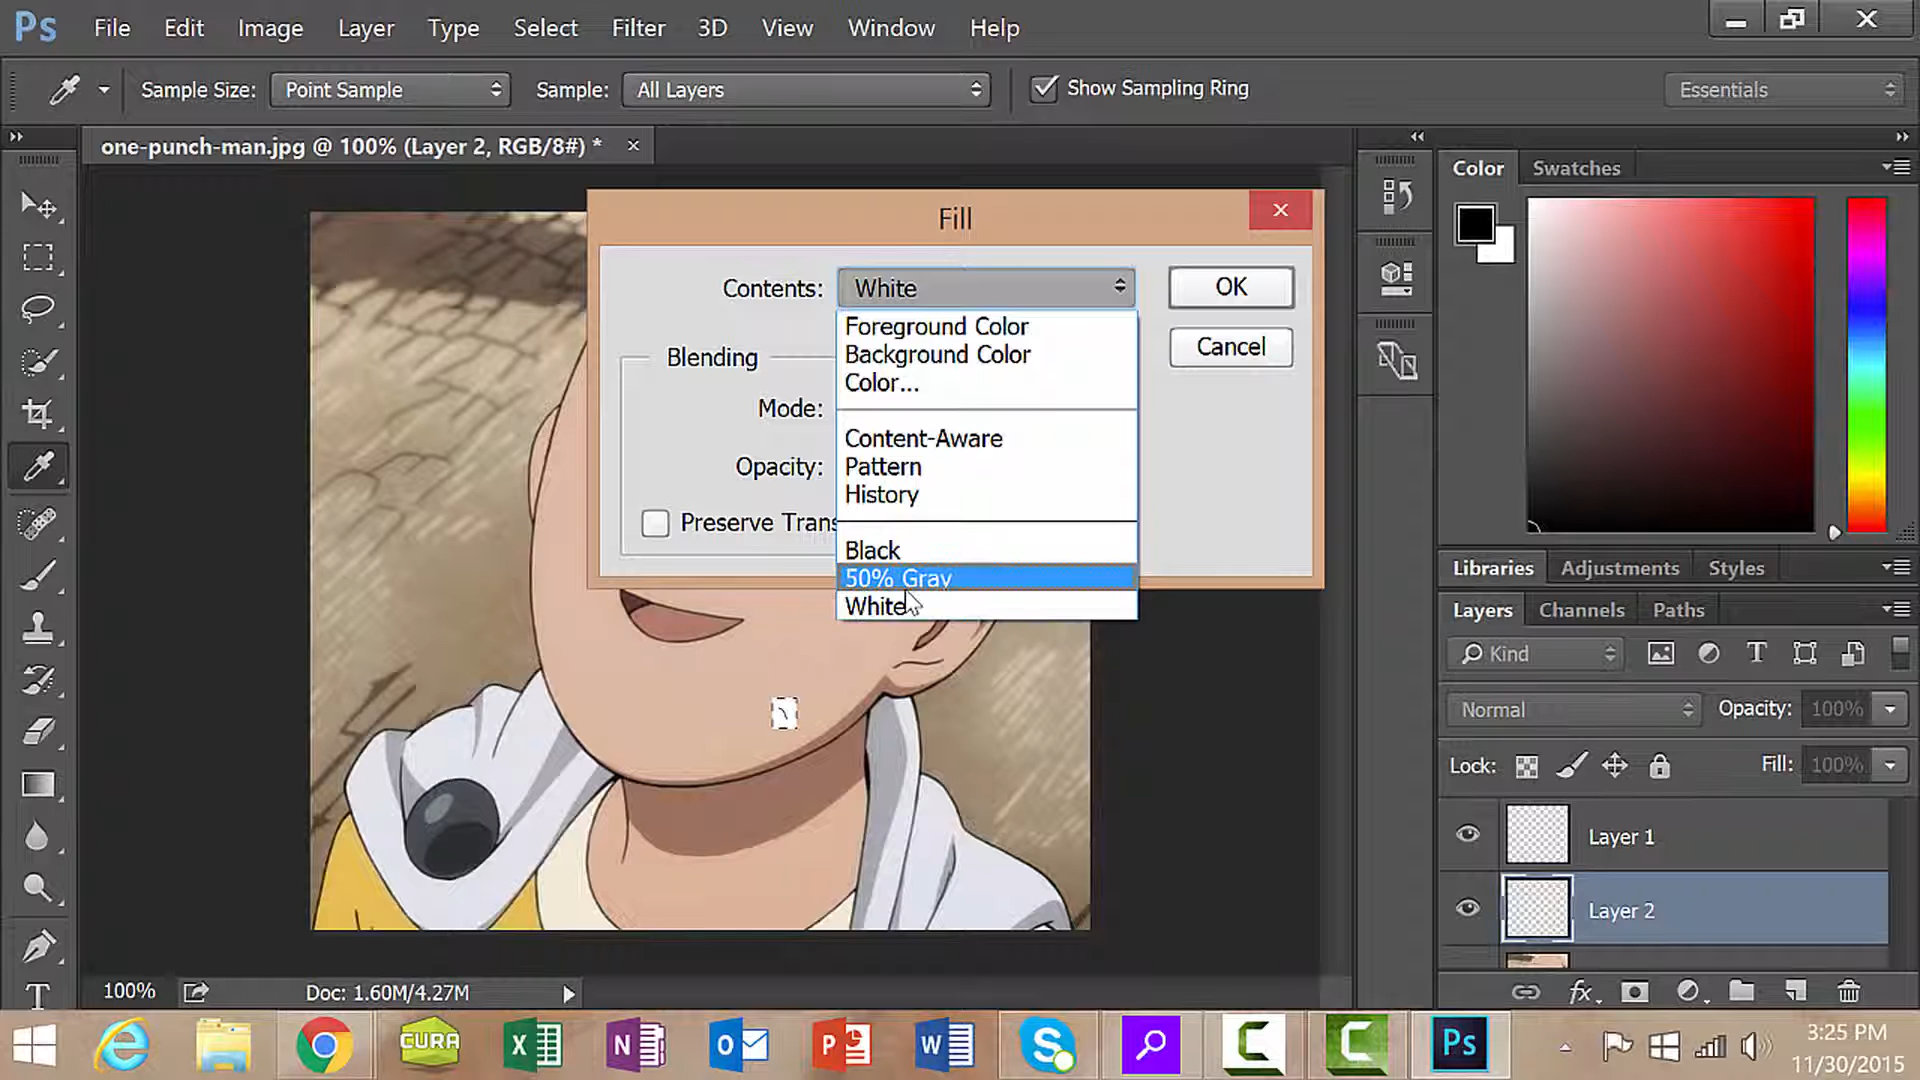 Ps File Edit Image Layer Type Select Filter 3D View Window Help
Sample Size: Point Sample Sample: All Layers Show Sampling Ring Essentials
one-punch-man.jpg @ 100% (Layer 2, RGB/8#) *
Color Swatches
Fill
Contents: White OK
Foreground Color
Background Color
Color...
Cancel
Blending
Mode:
Content-Aware
Opacity: Pattern
History
Preserve Trans
Black
50% Gray
White
Libraries Adjustments Styles
Layers Channels Paths
Kind
Normal Opacity: 100%
Lock: Fill: 100%
Layer 1
Layer 2
fx
100% Doc: 1.60M/4.27M
CURA
3:25 PM
11/30/2015